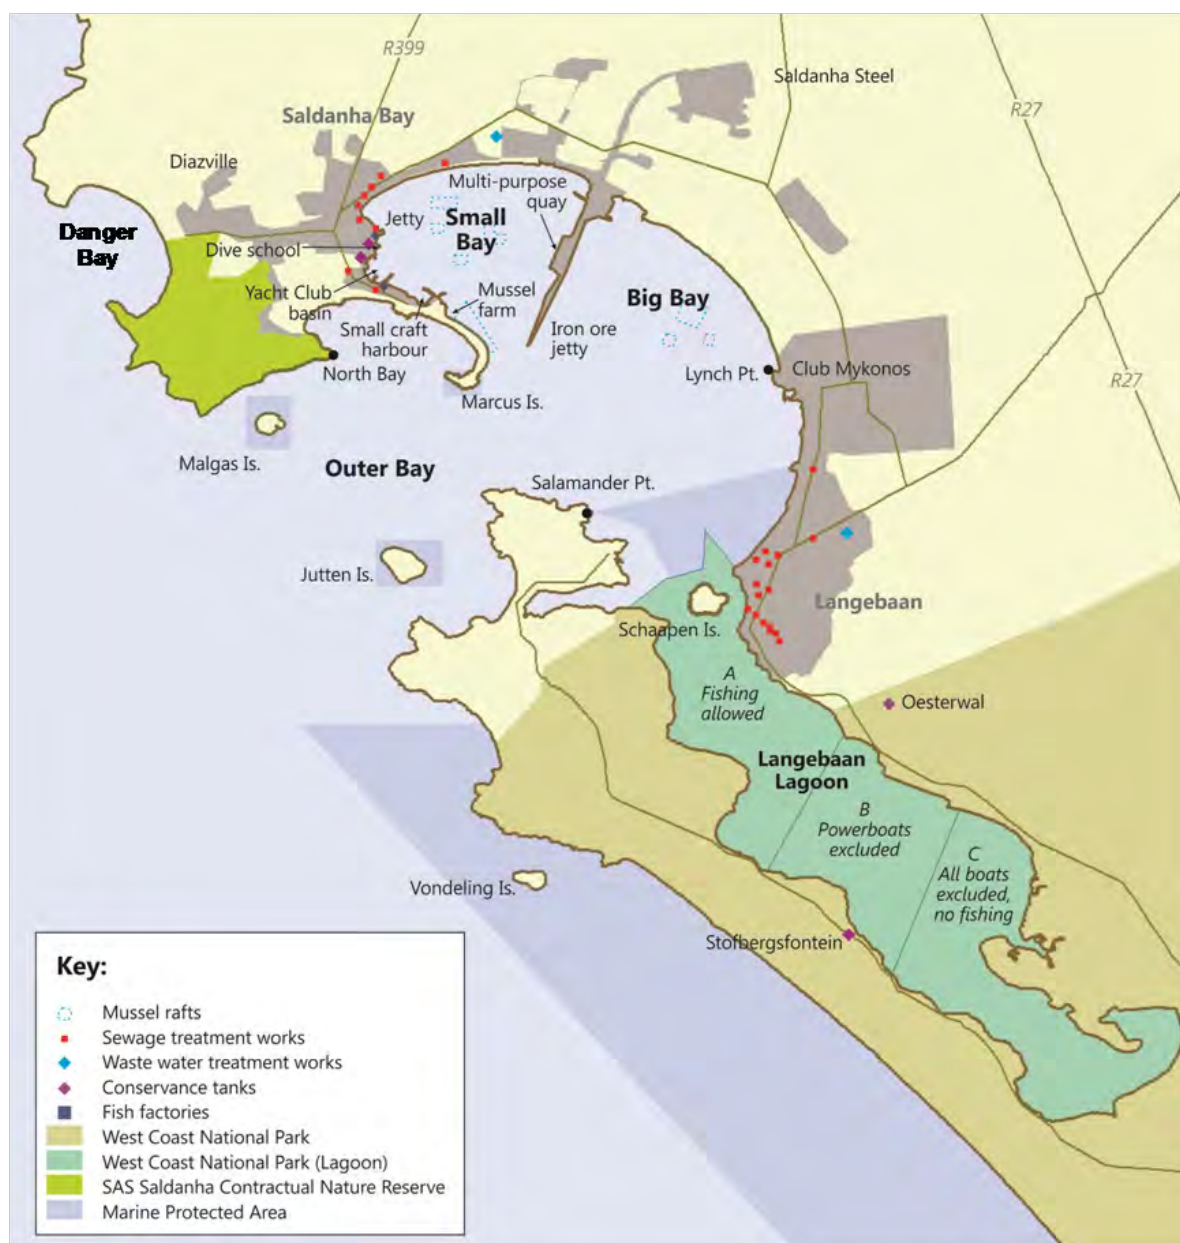 R399
Saldanha Steel
R27
Saldanha Bay
Diazville
Multi-purpose
quay
Jetty
Small
Bay
Danger
Bay
Dive school
Yacht Club
basin
Mussel
farm
Big Bay
Small craft
harbour
Iron ore
jetty
North Bay
Lynch Pt.
Club Mykonos
R27
Marcus Is.
Malgas Is.
Outer Bay
Salamander Pt.
Jutten Is.
Langebaan
Schaapen Is.
A
Fishing
allowed
Oesterwal
Langebaan
Lagoon
B
Powerboats
excluded
C
All boats
excluded,
no fishing
Vondeling Is.
Stofbergsfontein
Key:
Mussel rafts
Sewage treatment works
Waste water treatment works
Conservance tanks
Fish factories
West Coast National Park
West Coast National Park (Lagoon)
SAS Saldanha Contractual Nature Reserve
Marine Protected Area